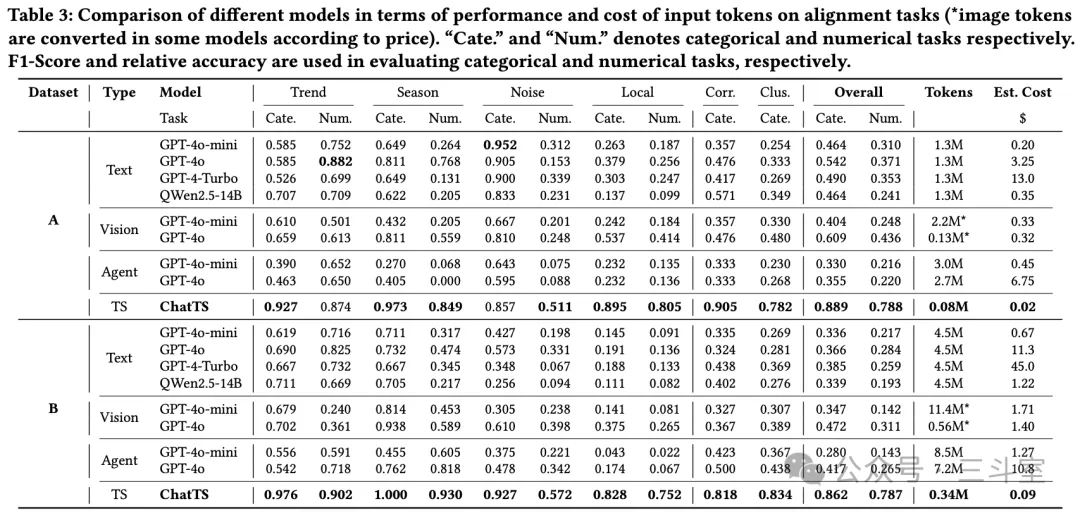 Table 3: Comparison of different models in terms of performance and cost of input tokens on alignment tasks (*image tokens
are converted in some models according to price). “Cate.” and “Num.” denotes categorical and numerical tasks respectively.
F1-Score and relative accuracy are used in evaluating categorical and numerical tasks, respectively.
Dataset Type Model Trend Season Noise Local Corr. Clus. Overall Tokens Est. Cost
Task Cate. Num. Cate. Num. Cate. Num. Cate. Num. Cate. Cate. Cate. Num. $
A Text GPT-4o-mini 0.585 0.752 0.649 0.264 0.952 0.312 0.263 0.187 0.357 0.254 0.464 0.310 1.3M 0.20
GPT-4o 0.585 0.882 0.811 0.768 0.905 0.153 0.379 0.256 0.476 0.333 0.542 0.371 1.3M 3.25
GPT-4-Turbo 0.526 0.699 0.649 0.131 0.900 0.339 0.303 0.247 0.417 0.269 0.490 0.353 1.3M 13.0
QWen2.5-14B 0.707 0.709 0.622 0.205 0.833 0.231 0.137 0.099 0.571 0.349 0.464 0.241 1.3M 0.35
Vision GPT-4o-mini 0.610 0.501 0.432 0.205 0.667 0.201 0.242 0.184 0.357 0.330 0.404 0.248 2.2M* 0.33
GPT-4o 0.659 0.613 0.811 0.559 0.810 0.248 0.537 0.414 0.476 0.480 0.609 0.436 0.13M* 0.32
Agent GPT-4o-mini 0.390 0.652 0.270 0.068 0.643 0.075 0.232 0.135 0.333 0.230 0.330 0.216 3.0M 0.45
GPT-4o 0.463 0.650 0.405 0.000 0.595 0.088 0.232 0.136 0.333 0.268 0.355 0.220 2.7M 6.75
TS ChatTS 0.927 0.874 0.973 0.849 0.857 0.511 0.895 0.805 0.905 0.782 0.889 0.788 0.08M 0.02
B Text GPT-4o-mini 0.619 0.716 0.711 0.317 0.427 0.198 0.145 0.091 0.335 0.269 0.336 0.217 4.5M 0.67
GPT-4o 0.690 0.825 0.732 0.474 0.573 0.331 0.191 0.136 0.324 0.281 0.366 0.284 4.5M 11.3
GPT-4-Turbo 0.667 0.732 0.667 0.345 0.348 0.067 0.188 0.133 0.438 0.369 0.385 0.259 4.5M 45.0
QWen2.5-14B 0.711 0.669 0.705 0.217 0.256 0.094 0.111 0.082 0.402 0.276 0.339 0.193 4.5M 1.22
Vision GPT-4o-mini 0.679 0.240 0.814 0.453 0.305 0.238 0.141 0.081 0.327 0.307 0.347 0.142 11.4M* 1.71
GPT-4o 0.702 0.361 0.938 0.589 0.610 0.398 0.375 0.265 0.367 0.389 0.472 0.311 0.56M* 1.40
Agent GPT-4o-mini 0.556 0.591 0.455 0.605 0.375 0.221 0.043 0.022 0.423 0.367 0.280 0.143 8.5M 1.27
GPT-4o 0.542 0.718 0.762 0.818 0.478 0.342 0.174 0.067 0.500 0.438 0.417 0.265 7.2M 10.8
TS ChatTS 0.976 0.902 1.000 0.930 0.927 0.572 0.828 0.752 0.818 0.834 0.862 0.787 0.34M 0.09
公众号 · 三斗室